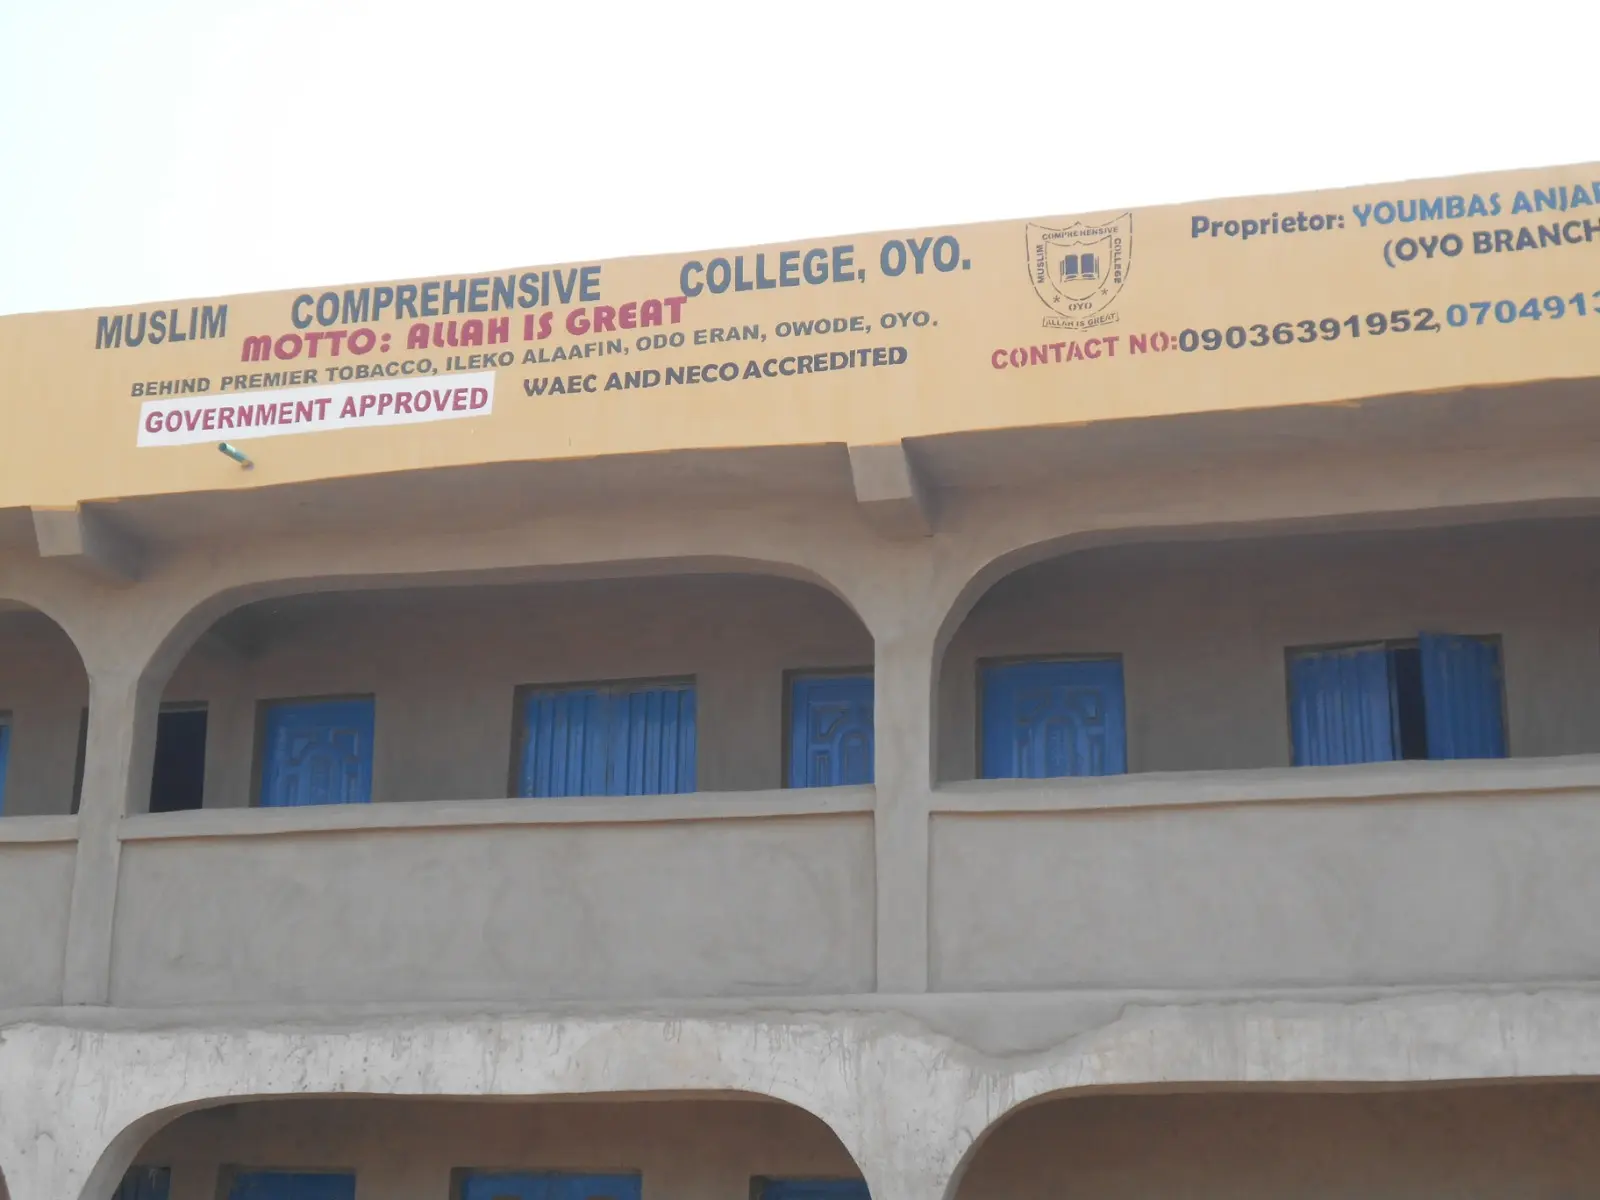 MUSLIM COMPREHENSIVE COLLEGE, OYO.
MOTTO: ALLAH IS GREAT
BEHIND PREMIER TOBACCO, ILEKO ALAAFIN, ODO ERAN, OWODE, OYO.
GOVERNMENT APPROVED
WAEC AND NECO ACCREDITED
COMPREHENSIVE
MUSLIM
COLLEGE
OYO
ALLAH IS GREAT
Proprietor: YOUMBAS
(OYO BRANCH
CONTACT NO:09036391952,